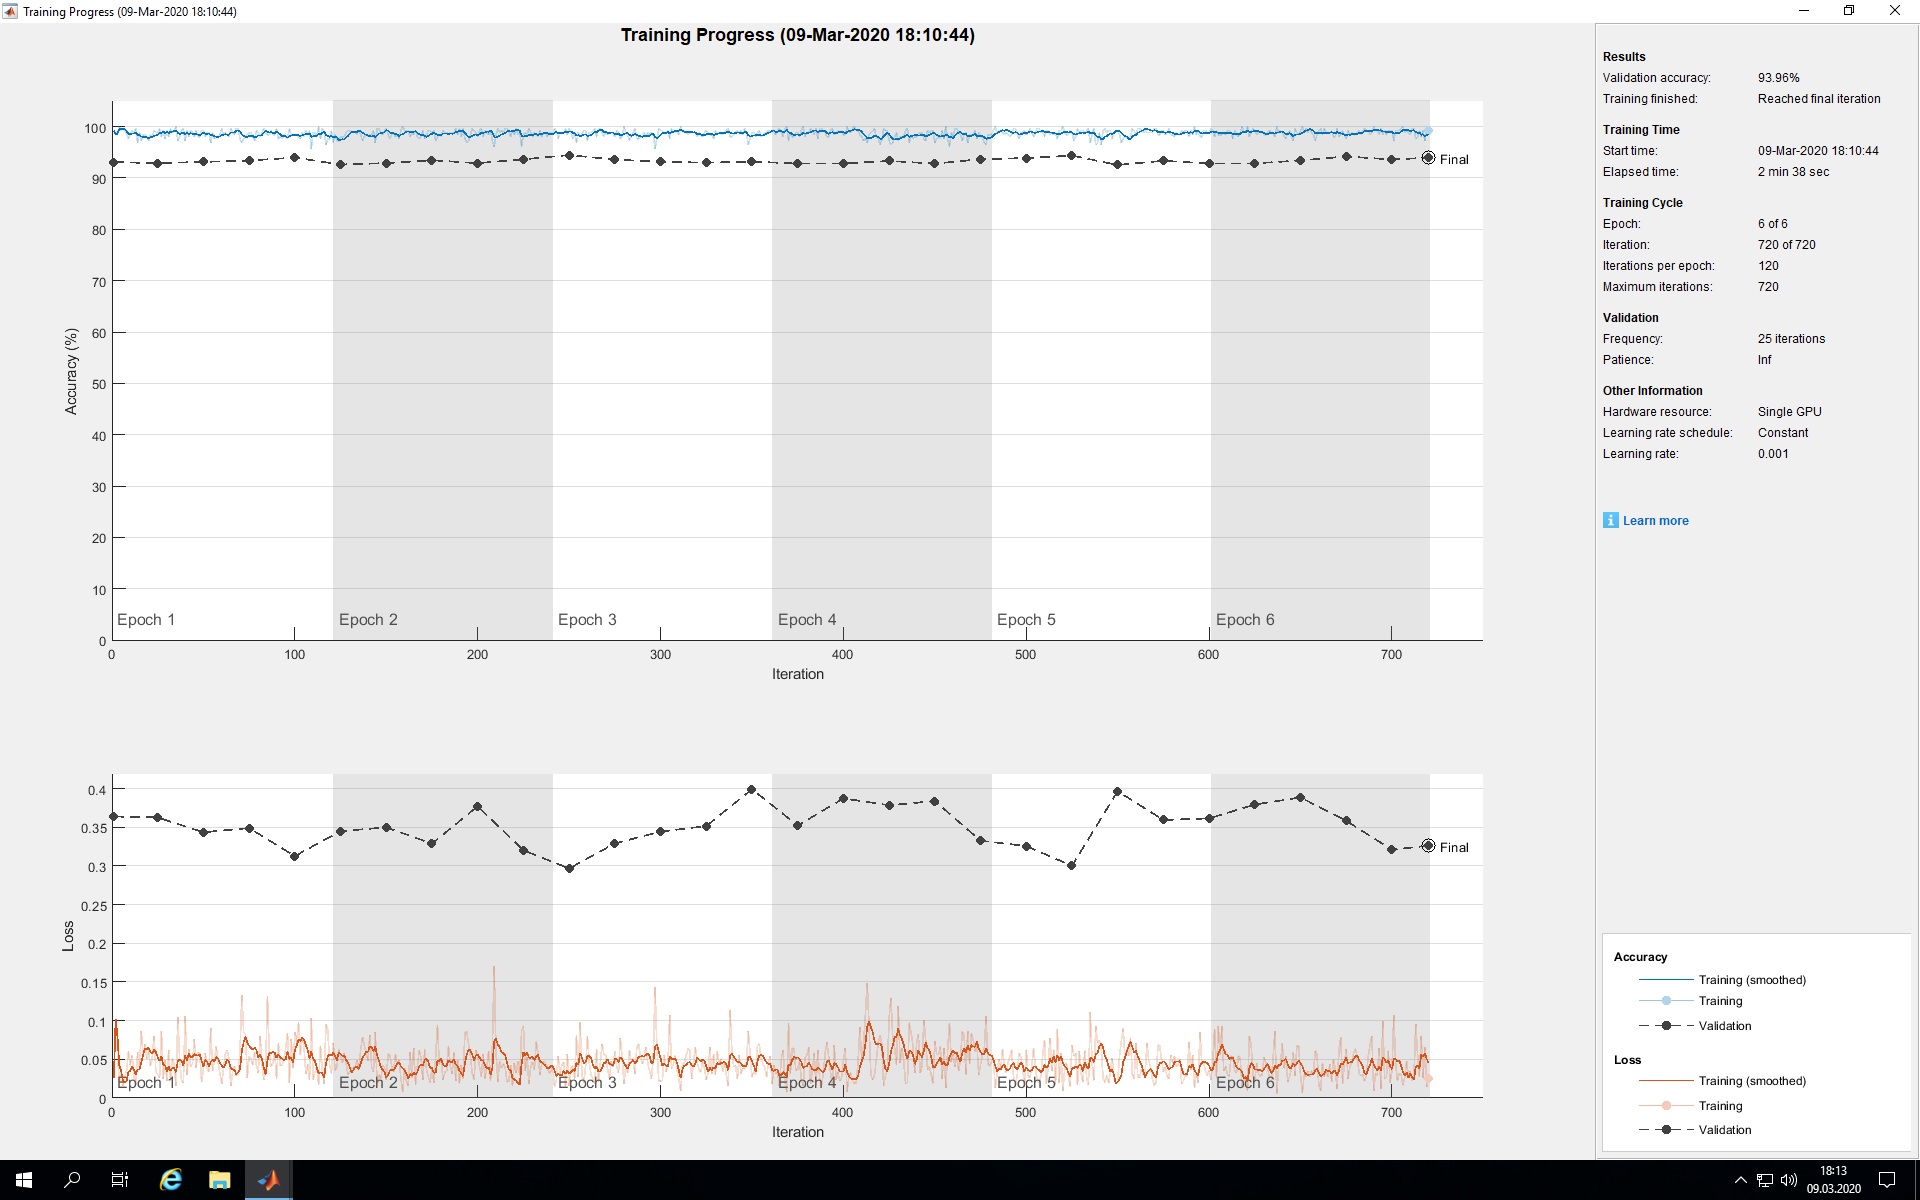 Training Progress (09-Mar-2020 18:10:44)
Training Progress (09-Mar-2020 18:10:44)
Accuracy (%)
100
90
80
70
60
50
40
30
20
10
0
Epoch 1
Epoch 2
Epoch 3
Epoch 4
Epoch 5
Epoch 6
Final
0
100
200
300
400
500
600
700
Iteration
Loss
0.4
0.35
0.3
0.25
0.2
0.15
0.1
0.05
0
Final
Epoch 1
Epoch 2
Epoch 3
Epoch 4
Epoch 5
Epoch 6
0
100
200
300
400
500
600
700
Iteration
Results
Validation accuracy: 93.96%
Training finished: Reached final iteration
Training Time
Start time: 09-Mar-2020 18:10:44
Elapsed time: 2 min 38 sec
Training Cycle
Epoch: 6 of 6
Iteration: 720 of 720
Iterations per epoch: 120
Maximum iterations: 720
Validation
Frequency: 25 iterations
Patience: Inf
Other Information
Hardware resource: Single GPU
Learning rate schedule: Constant
Learning rate: 0.001
Learn more
Accuracy
Training (smoothed)
Training
Validation
Loss
Training (smoothed)
Training
Validation
18:13
09.03.2020